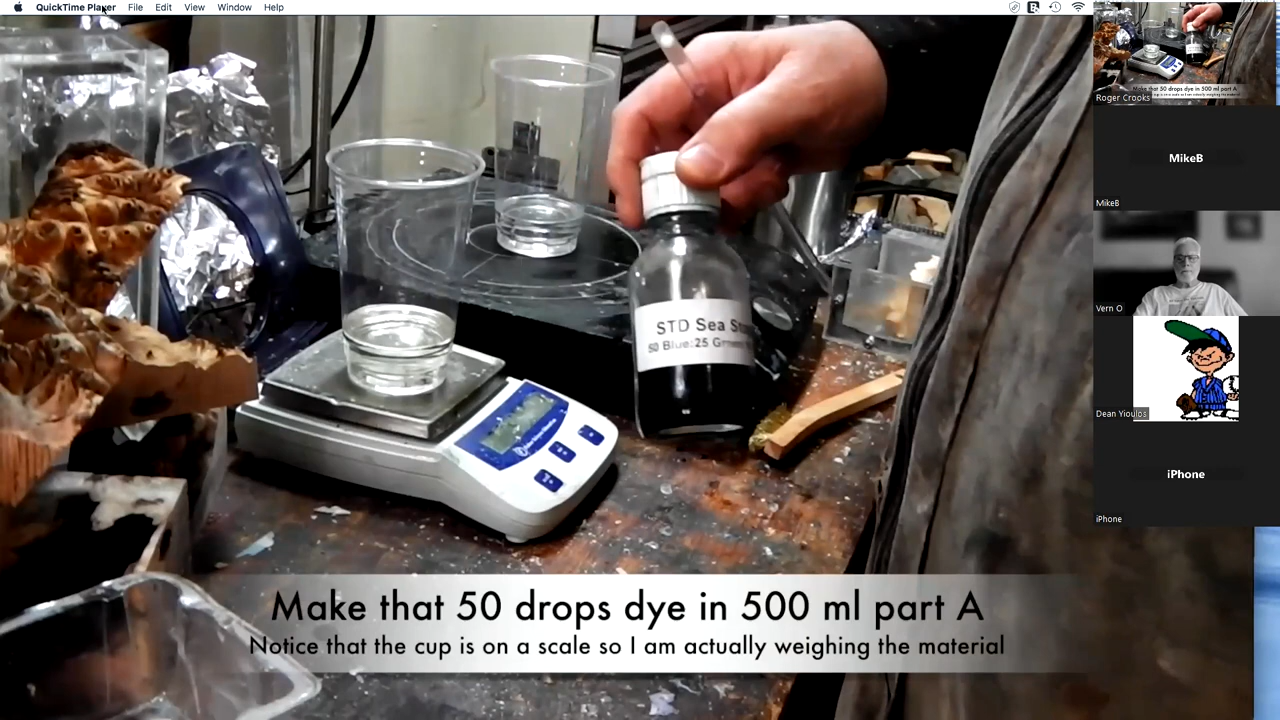 QuickTime Player File Edit View Window Help
Roger Crooks
MikeB
MikeB
Vern O
Dean Yioulos
iPhone
iPhone
STD Sea
50 Blue:25
Make that 50 drops dye in 500 ml part A
Notice that the cup is on a scale so I am actually weighing the material